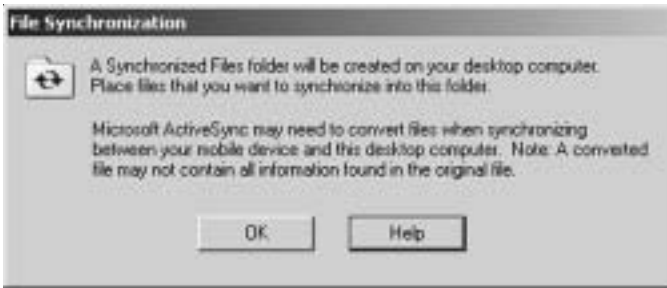 File Synchronization
A Synchronized Files folder will be created on your desktop computer.
Place files that you want to synchronize into this folder.
Microsoft ActiveSync may need to convert files when synchronizing
between your mobile device and this desktop computer. Note: A converted
file may not contain all information found in the original file.
OK
Help